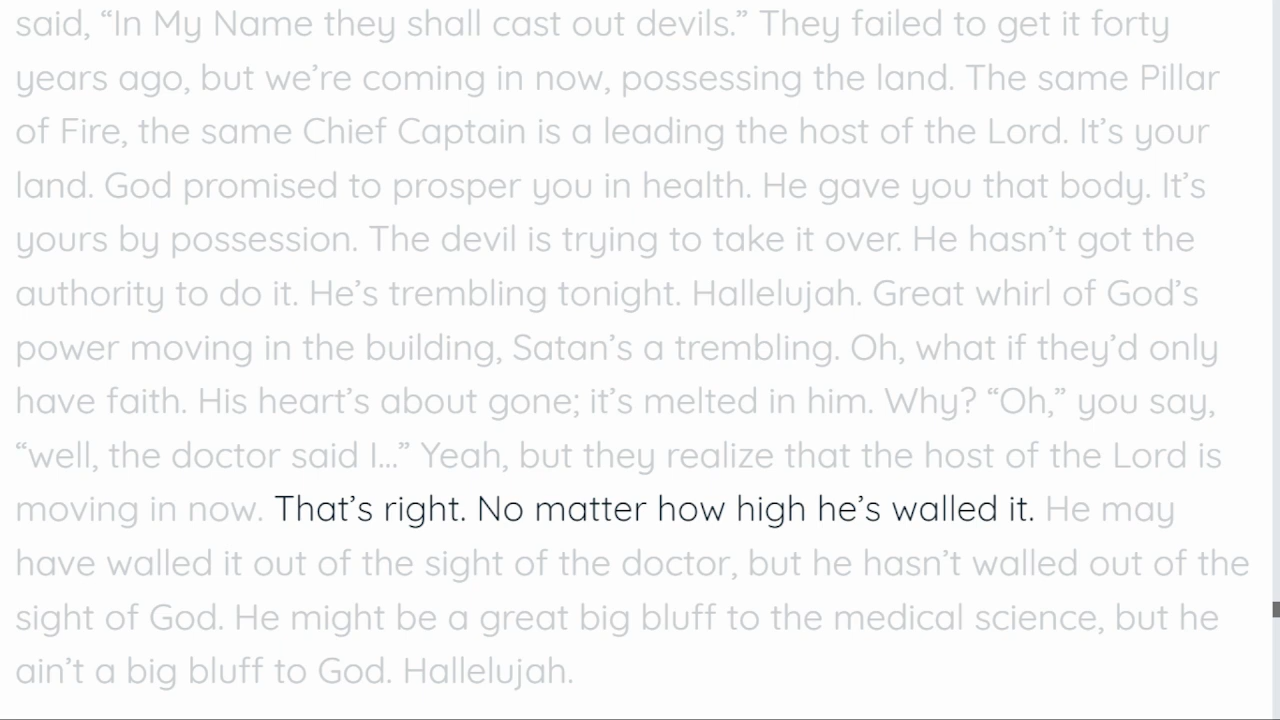 said, “In My Name they shall cast out devils.” They failed to get it forty
years ago, but we’re coming in now, possessing the land. The same Pillar
of Fire, the same Chief Captain is a leading the host of the Lord. It’s your
land. God promised to prosper you in health. He gave you that body. It’s
yours by possession. The devil is trying to take it over. He hasn’t got the
authority to do it. He’s trembling tonight. Hallelujah. Great whirl of God’s
power moving in the building, Satan’s a trembling. Oh, what if they’d only
have faith. His heart’s about gone; it’s melted in him. Why? “Oh,” you say,
“well, the doctor said I...” Yeah, but they realize that the host of the Lord is
moving in now. That’s right. No matter how high he’s walled it. He may
have walled it out of the sight of the doctor, but he hasn’t walled out of the
sight of God. He might be a great big bluff to the medical science, but he
ain’t a big bluff to God. Hallelujah.